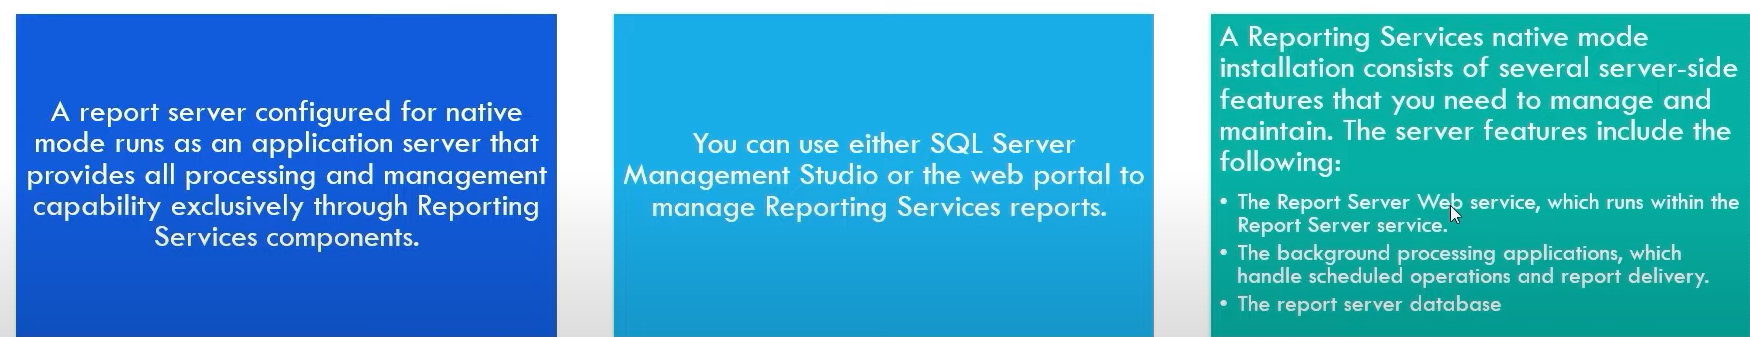 A report server configured for native
mode runs as an application server that
provides all processing and management
capability exclusively through Reporting
Services components.
You can use either SQL Server
Management Studio or the web portal to
manage Reporting Services reports.
A Reporting Services native mode
installation consists of several server-side
features that you need to manage and
maintain. The server features include the
following:
• The Report Server Web service, which runs within the
Report Server service.
• The background processing applications, which
handle scheduled operations and report delivery.
• The report server database